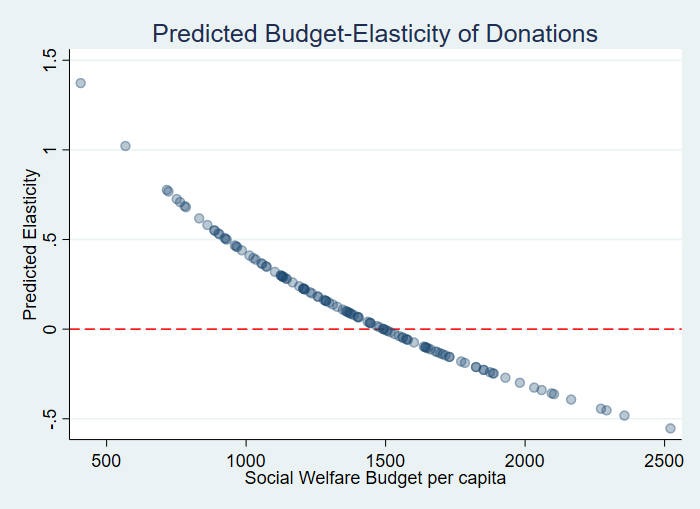 Predicted Budget-Elasticity of Donations
Predicted Elasticity
1.5
1
.5
0
-.5
500 1000 1500 2000 2500
Social Welfare Budget per capita